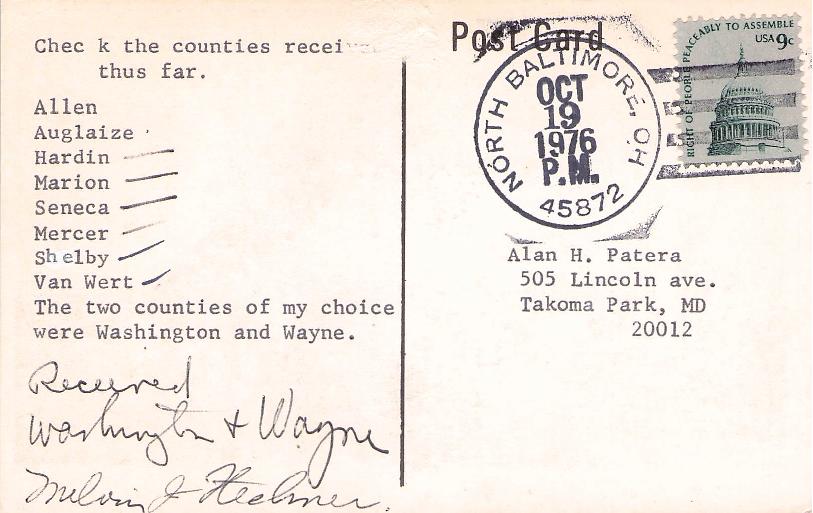 Chec k the counties recei
thus far.
Allen
Auglaize
Hardin
Marion
Seneca
Mercer
Shelby
Van Wert
The two counties of my choice
were Washington and Wayne.
Received
Washington + Wayne
Melvin J
Post Card
NORTH BALTIMORE, OH
OCT
19
1976
P.M.
45872
RIGHT OF PEOPLE PEACEABLY TO ASSEMBLE
USA 9c
Alan H. Patera
505 Lincoln ave.
Takoma Park, MD
20012